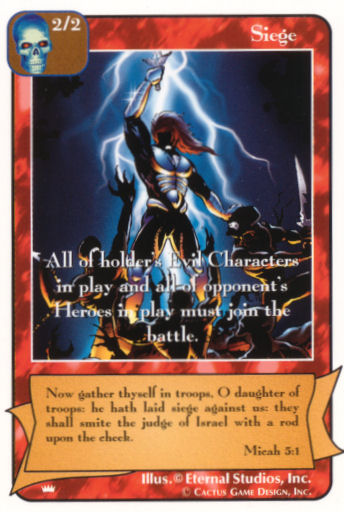 2/2
Siege
All of holder's Evil Characters
in play and all of opponent's
Heroes in play must join the
battle.
Now gather thyself in troops, O daughter of
troops: he hath laid siege against us: they
shall smite the judge of Israel with a rod
upon the cheek.
Micah 5:1
Illus. © Eternal Studios, Inc.
© Cactus Game Design, Inc.